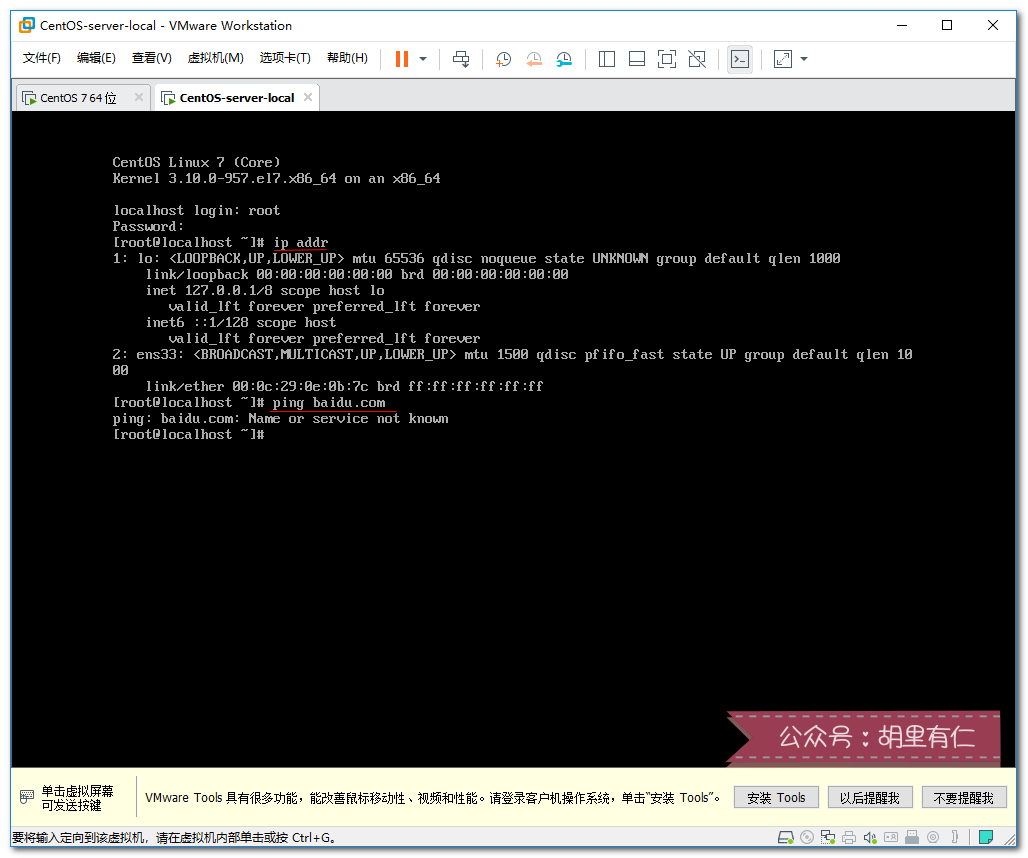 CentOS-server-local - VMware Workstation
文件(F) 编辑(E) 查看(V) 虚拟机(M) 选项卡(T) 帮助(H)
CentOS 7 64 位 CentOS-server-local
CentOS Linux 7 (Core)
Kernel 3.10.0-957.el7.x86_64 on an x86_64
localhost login: root
Password:
[root@localhost ~]# ip addr
1: lo: <LOOPBACK,UP,LOWER_UP> mtu 65536 qdisc noqueue state UNKNOWN group default qlen 1000
link/loopback 00:00:00:00:00:00 brd 00:00:00:00:00:00
inet 127.0.0.1/8 scope host lo
valid_lft forever preferred_lft forever
inet6 ::1/128 scope host
valid_lft forever preferred_lft forever
2: ens33: <BROADCAST,MULTICAST,UP,LOWER_UP> mtu 1500 qdisc pfifo_fast state UP group default qlen 10
00
link/ether 00:0c:29:0e:0b:7c brd ff:ff:ff:ff:ff:ff
[root@localhost ~]# ping baidu.com
ping: baidu.com: Name or service not known
[root@localhost ~]#
公众号：胡里有仁
单击虚拟屏幕
可发送按键
VMware Tools 具有很多功能，能改善鼠标移动性、视频和性能。请登录客户机操作系统，单击“安装 Tools”。 安装 Tools 以后提醒我 不要提醒我
要将输入定向到该虚拟机，请在虚拟机内部单击或按 Ctrl+G。